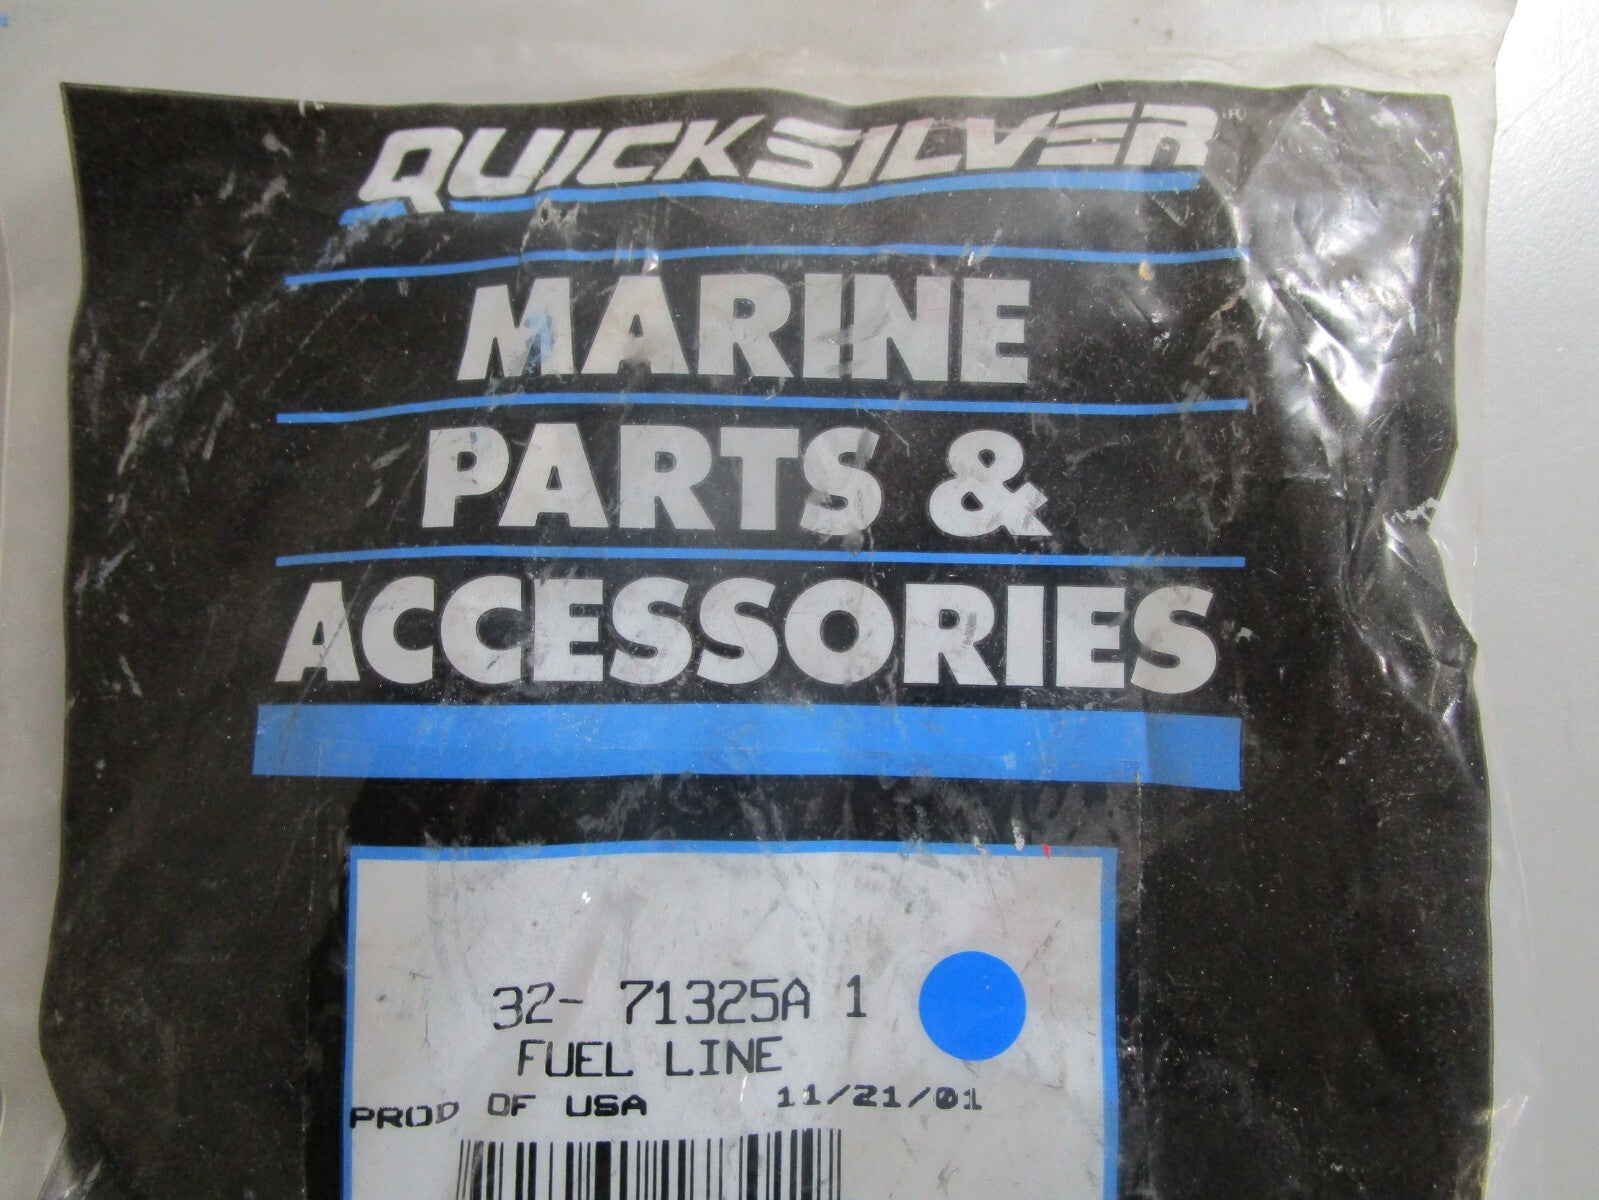 QUICKSILVER
MARINE
PARTS &
ACCESSORIES
32- 71325A 1
FUEL LINE
PROD OF USA 11/21/01